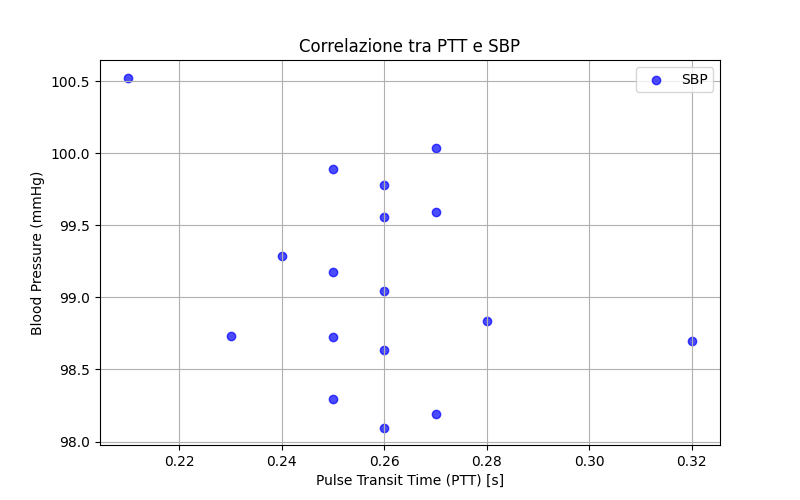 Correlazione tra PTT e SBP
SBP
Blood Pressure (mmHg)
100.5
100.0
99.5
99.0
98.5
98.0
0.22 0.24 0.26 0.28 0.30 0.32
Pulse Transit Time (PTT) [s]